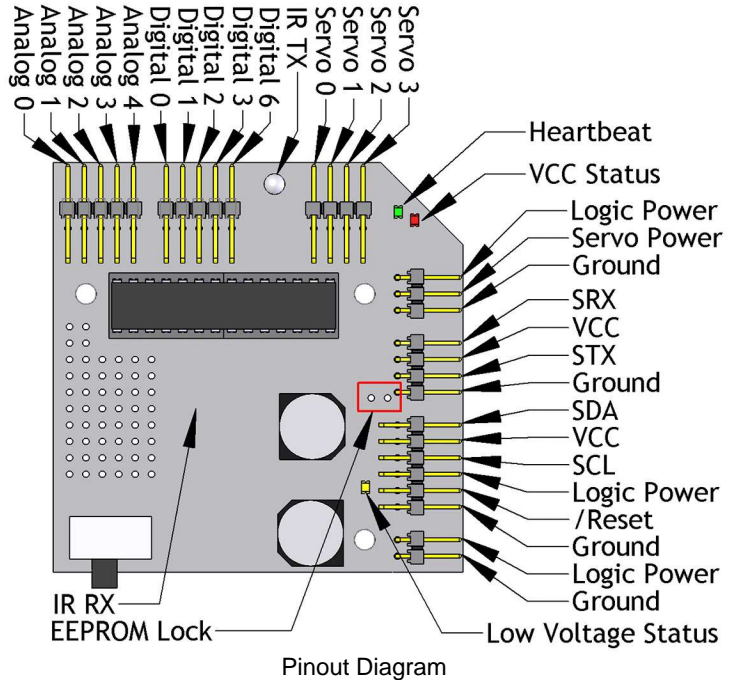 Analog 0
Analog 1
Analog 2
Analog 3
Analog 4
Digital 0
Digital 1
Digital 2
Digital 3
Digital 6
IR TX
Servo 0
Servo 1
Servo 2
Servo 3
Heartbeat
VCC Status
Logic Power
Servo Power
Ground
SRX
VCC
STX
Ground
SDA
VCC
SCL
Logic Power
/Reset
Ground
Logic Power
Ground
IR RX
EEPROM Lock
Low Voltage Status
Pinout Diagram